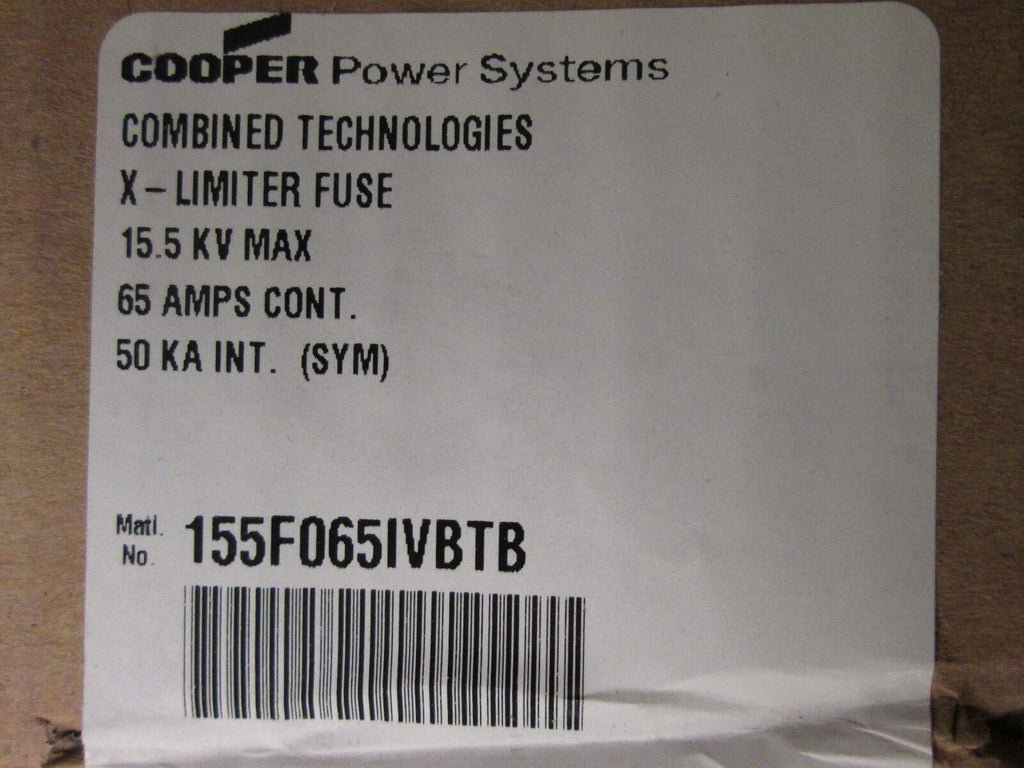 COOPER Power Systems
COMBINED TECHNOLOGIES
X-LIMITER FUSE
15.5 KV MAX
65 AMPS CONT.
50 KA INT. (SYM)
Matl. No. 155F065IVBTB